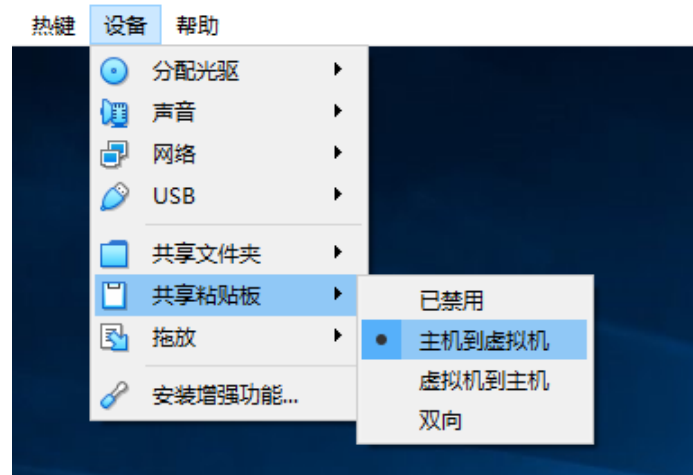 热键 设备 帮助
分配光驱
声音
网络
USB
共享文件夹
共享粘贴板
已禁用
拖放
主机到虚拟机
虚拟机到主机
安装增强功能...
双向